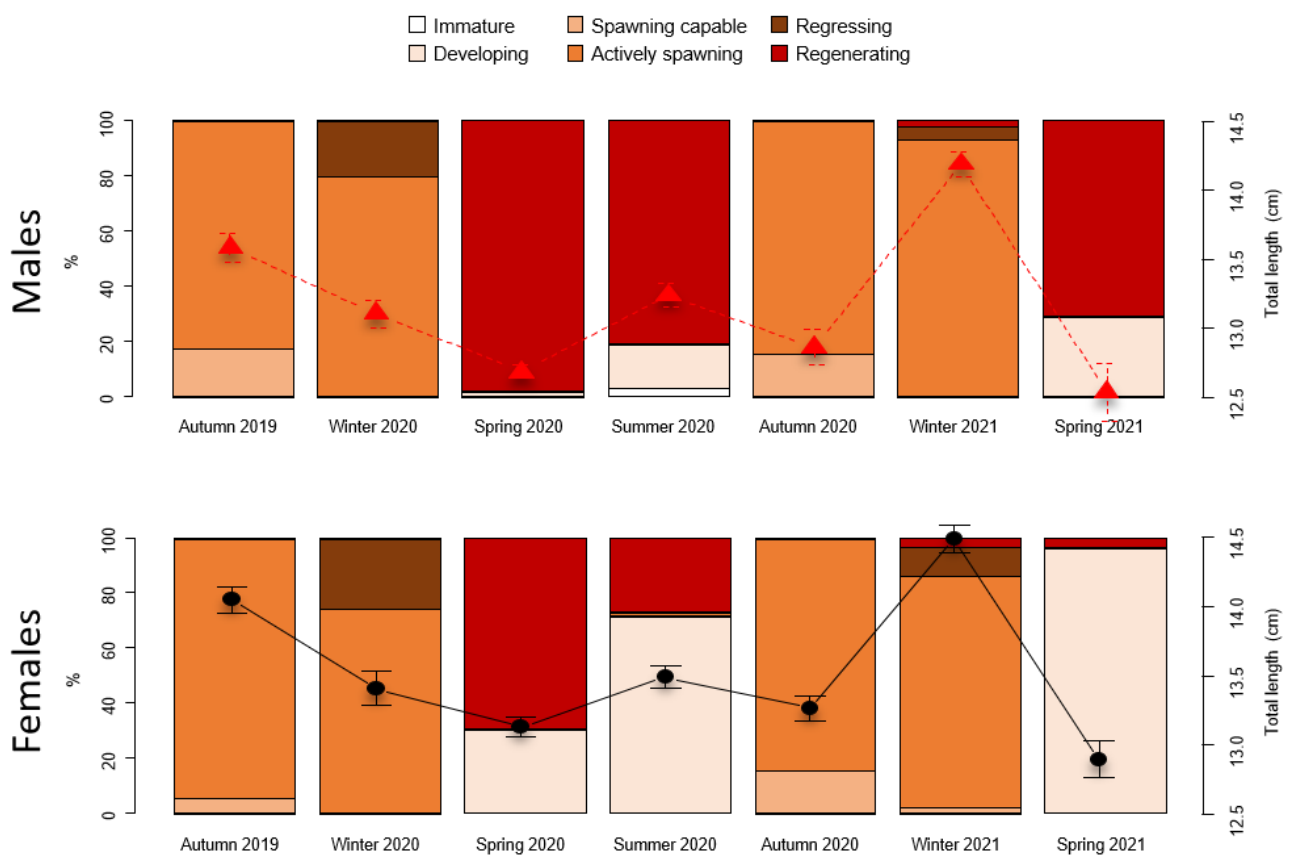 Immature Spawning capable Regressing
Developing Actively spawning Regenerating
Males
%
0 20 40 60 80 100
Total length (cm)
12.5 13.0 13.5 14.0 14.5
Autumn 2019 Winter 2020 Spring 2020 Summer 2020 Autumn 2020 Winter 2021 Spring 2021
Females
%
0 20 40 60 80 100
Total length (cm)
12.5 13.0 13.5 14.0 14.5
Autumn 2019 Winter 2020 Spring 2020 Summer 2020 Autumn 2020 Winter 2021 Spring 2021